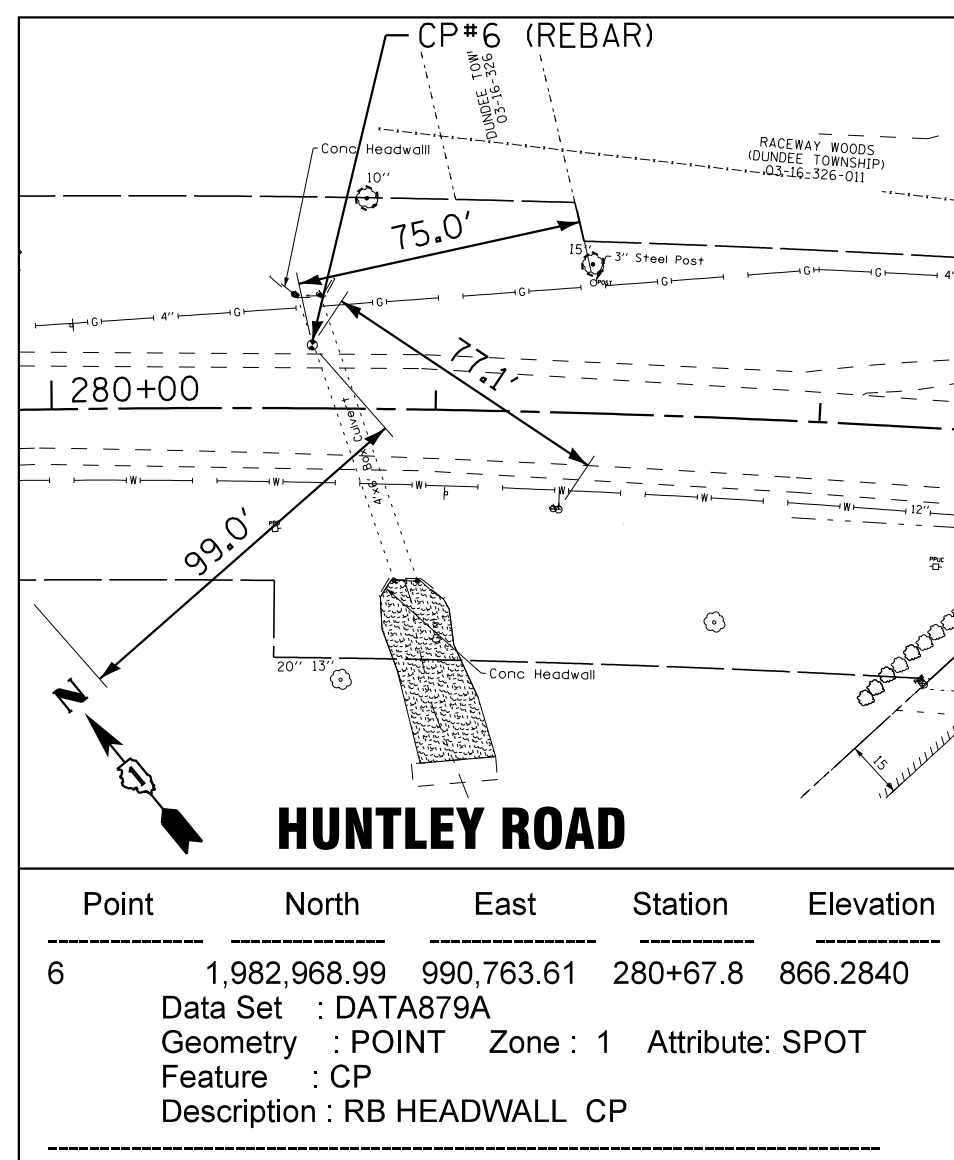 CP#6 (REBAR)
DUNDEE TOW'
03-16-326
RACEWAY WOODS
(DUNDEE TOWNSHIP)
03-16-326-011
Conc Headwalll
10''
75.0'
15''
3'' Steel Post
POST
G
G
G
4''
G
G
G
G
G
4''
77.1'
280+00
4x6 Box Culvert
W
W
W
W
W
W
12''
99.0'
PPUC
20'' 13''
Conc Headwall
N
1
15
HUNTLEY ROAD
Point North East Station Elevation
6 1,982,968.99 990,763.61 280+67.8 866.2840
Data Set : DATA879A
Geometry : POINT Zone : 1 Attribute: SPOT
Feature : CP
Description : RB HEADWALL CP